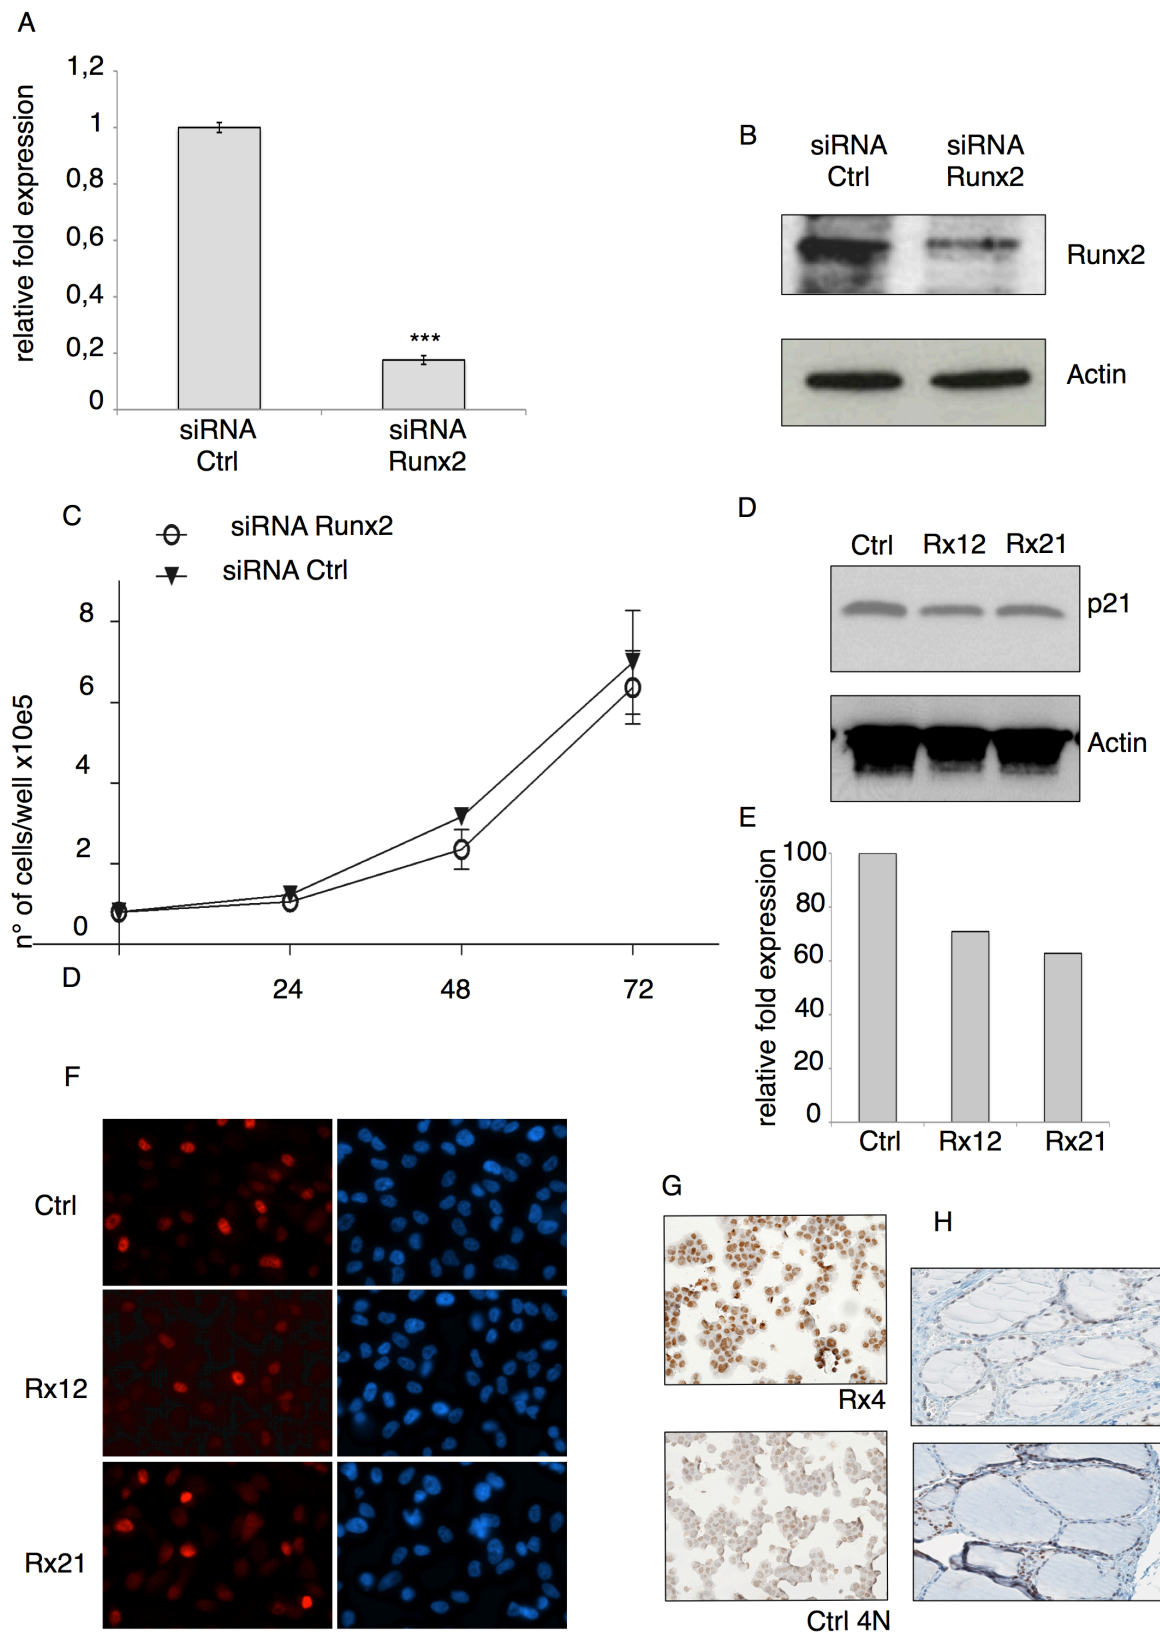 A
relative fold expression
1,2
1
0,8
0,6
0,4
0,2
0
***
siRNA
Ctrl
siRNA
Runx2
B
siRNA
Ctrl
siRNA
Runx2
Runx2
Actin
C
siRNA Runx2
siRNA Ctrl
n° of cells/well x10e5
8
6
4
2
0
D
24
48
72
D
Ctrl
Rx12
Rx21
p21
Actin
E
relative fold expression
100
80
60
40
20
0
Ctrl
Rx12
Rx21
F
Ctrl
Rx12
Rx21
G
Rx4
Ctrl 4N
H